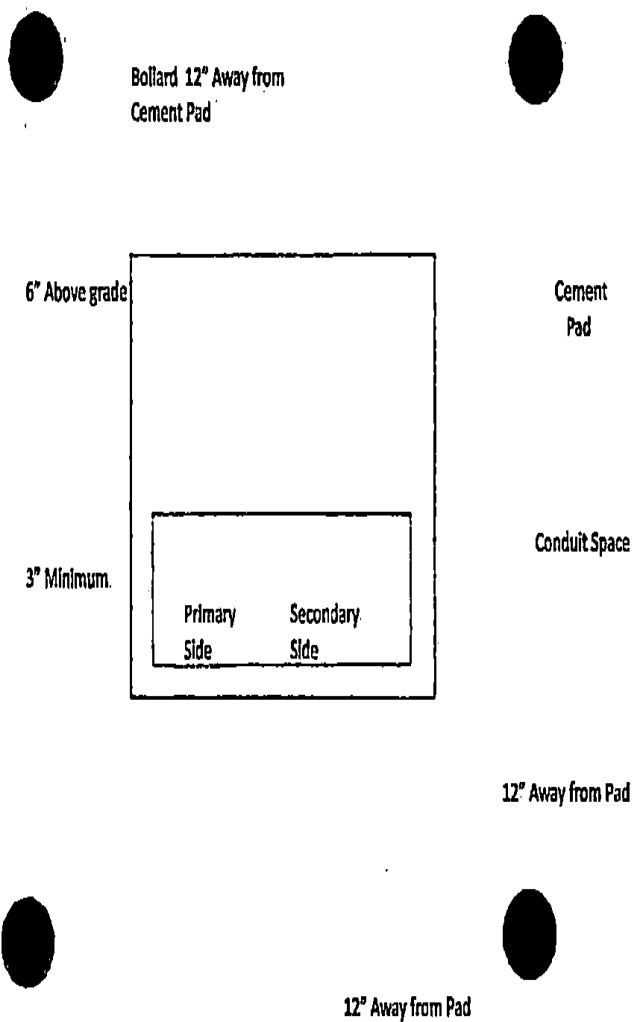 Bollard 12" Away from
Cement Pad
6" Above grade
Cement
Pad
Conduit Space
3" Minimum.
Primary
Side
Secondary
Side
12" Away from Pad
12" Away from Pad